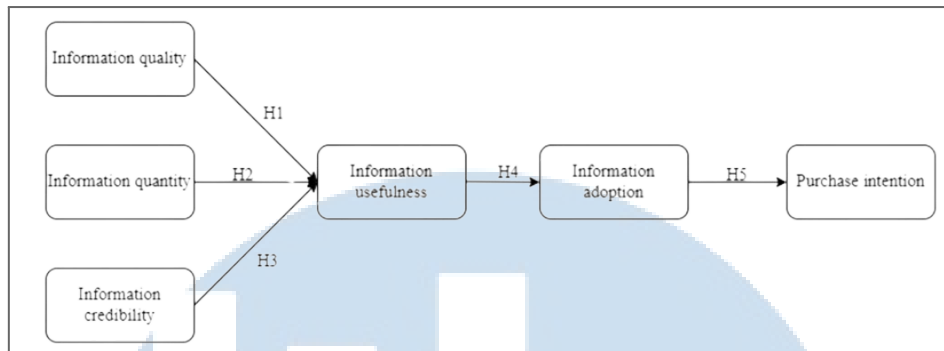 Information quality
H1
Information quantity
H2
Information
usefulness
H4
Information
adoption
H5
Purchase intention
H3
Information
credibility